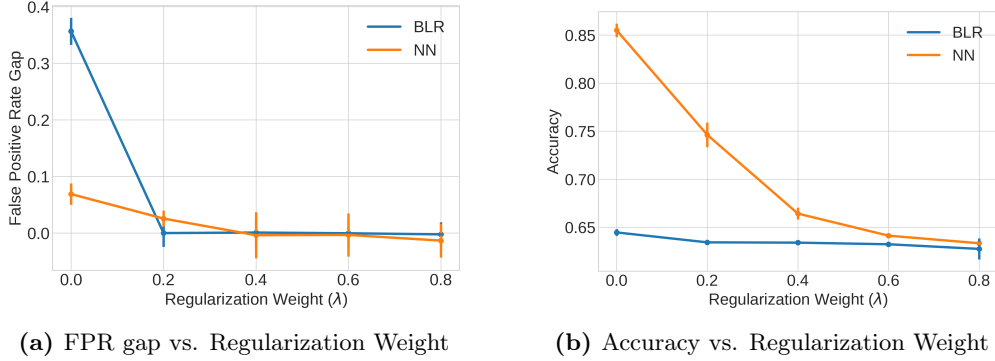 0.4
0.3
0.2
0.1
0.0
False Positive Rate Gap
BLR
NN
0.0 0.2 0.4 0.6 0.8
Regularization Weight (λ)
(a) FPR gap vs. Regularization Weight
0.85
0.80
0.75
0.70
0.65
Accuracy
BLR
NN
0.0 0.2 0.4 0.6 0.8
Regularization Weight (λ)
(b) Accuracy vs. Regularization Weight